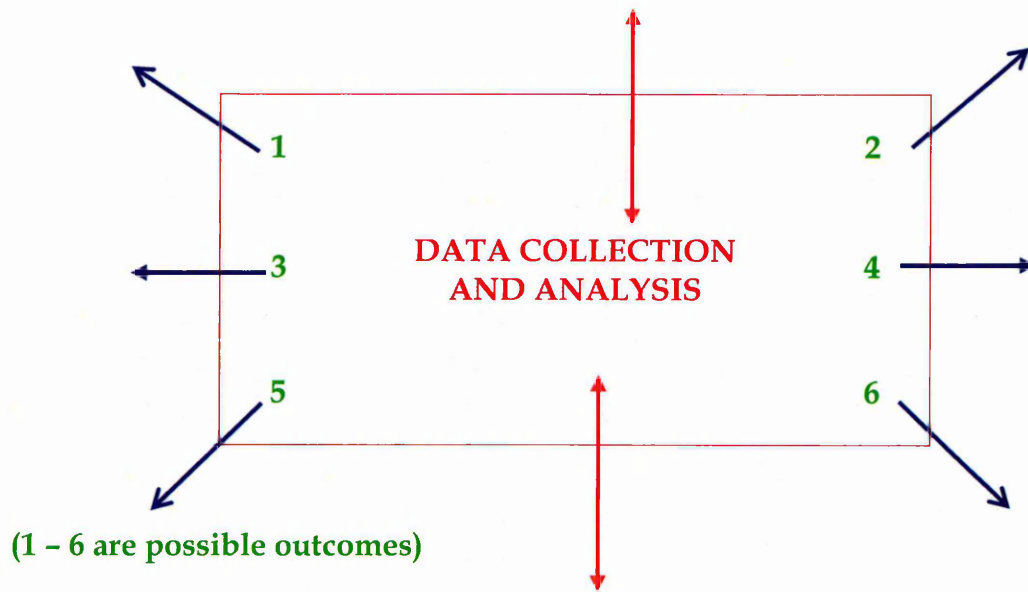 1
2
DATA COLLECTION
AND ANALYSIS
3
4
5
6
(1 – 6 are possible outcomes)